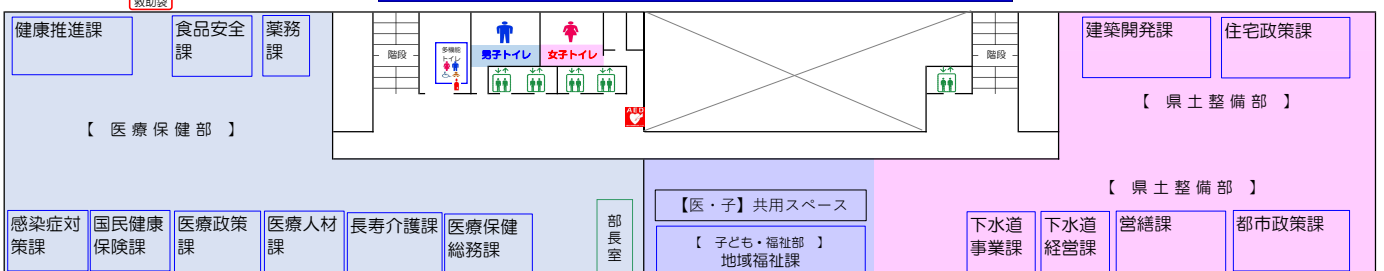 救助袋
健康推進課
食品安全
課
薬務
課
階段
多機能
トイレ
男子トイレ
女子トイレ
AED
階段
建築開発課
住宅政策課
【 県土整備部 】
【 医療保健部 】
【 県土整備部 】
感染症対
策課
国民健康
保険課
医療政策
課
医療人材
課
長寿介護課
医療保健
総務課
部
長
室
【医・子】共用スペース
【 子ども・福祉部 】
地域福祉課
下水道
事業課
下水道
経営課
営繕課
都市政策課